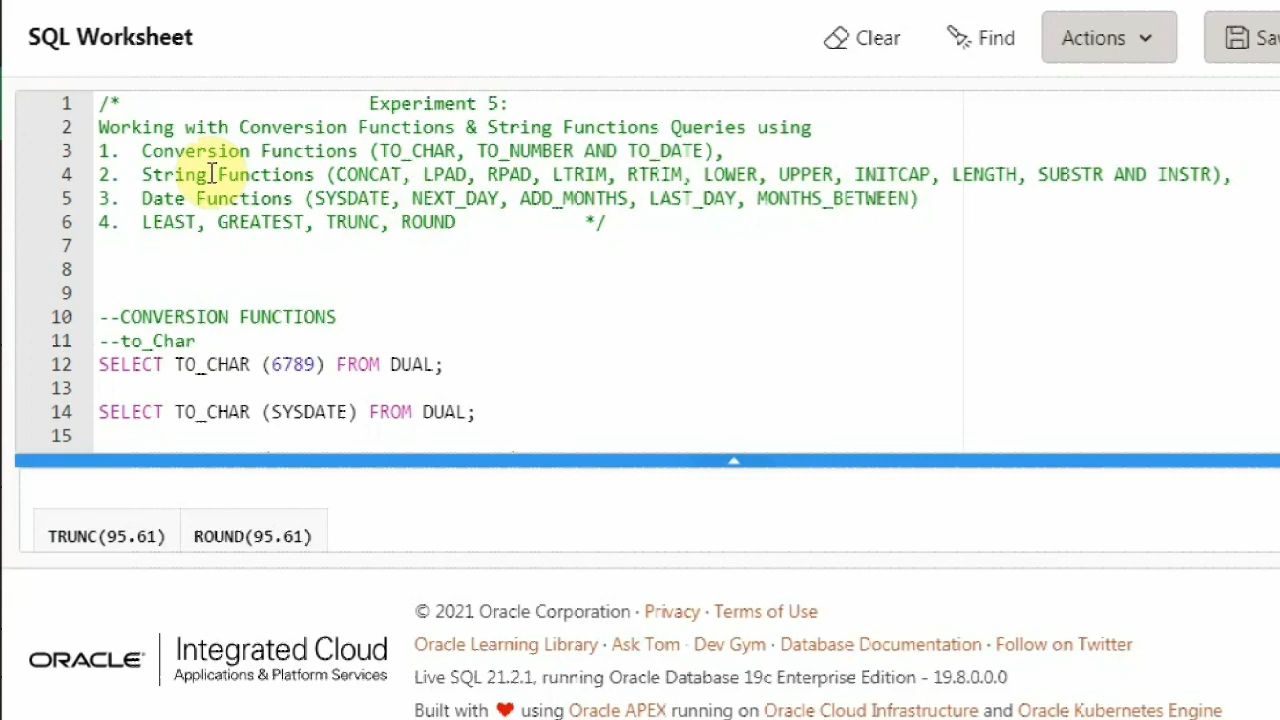 SQL Worksheet
Clear
Find
Actions
1 /* Experiment 5:
2 Working with Conversion Functions & String Functions Queries using
3 1. Conversion Functions (TO_CHAR, TO_NUMBER AND TO_DATE),
4 2. String Functions (CONCAT, LPAD, RPAD, LTRIM, RTRIM, LOWER, UPPER, INITCAP, LENGTH, SUBSTR AND INSTR),
5 3. Date Functions (SYSDATE, NEXT_DAY, ADD_MONTHS, LAST_DAY, MONTHS_BETWEEN)
6 4. LEAST, GREATEST, TRUNC, ROUND */
7
8
9
10 --CONVERSION FUNCTIONS
11 --to_Char
12 SELECT TO_CHAR (6789) FROM DUAL;
13
14 SELECT TO_CHAR (SYSDATE) FROM DUAL;
15
TRUNC(95.61) ROUND(95.61)
ORACLE Integrated Cloud
Applications & Platform Services
© 2021 Oracle Corporation · Privacy · Terms of Use
Oracle Learning Library · Ask Tom · Dev Gym · Database Documentation · Follow on Twitter
Live SQL 21.2.1, running Oracle Database 19c Enterprise Edition - 19.8.0.0.0
Built with ❤ using Oracle APEX running on Oracle Cloud Infrastructure and Oracle Kubernetes Engine